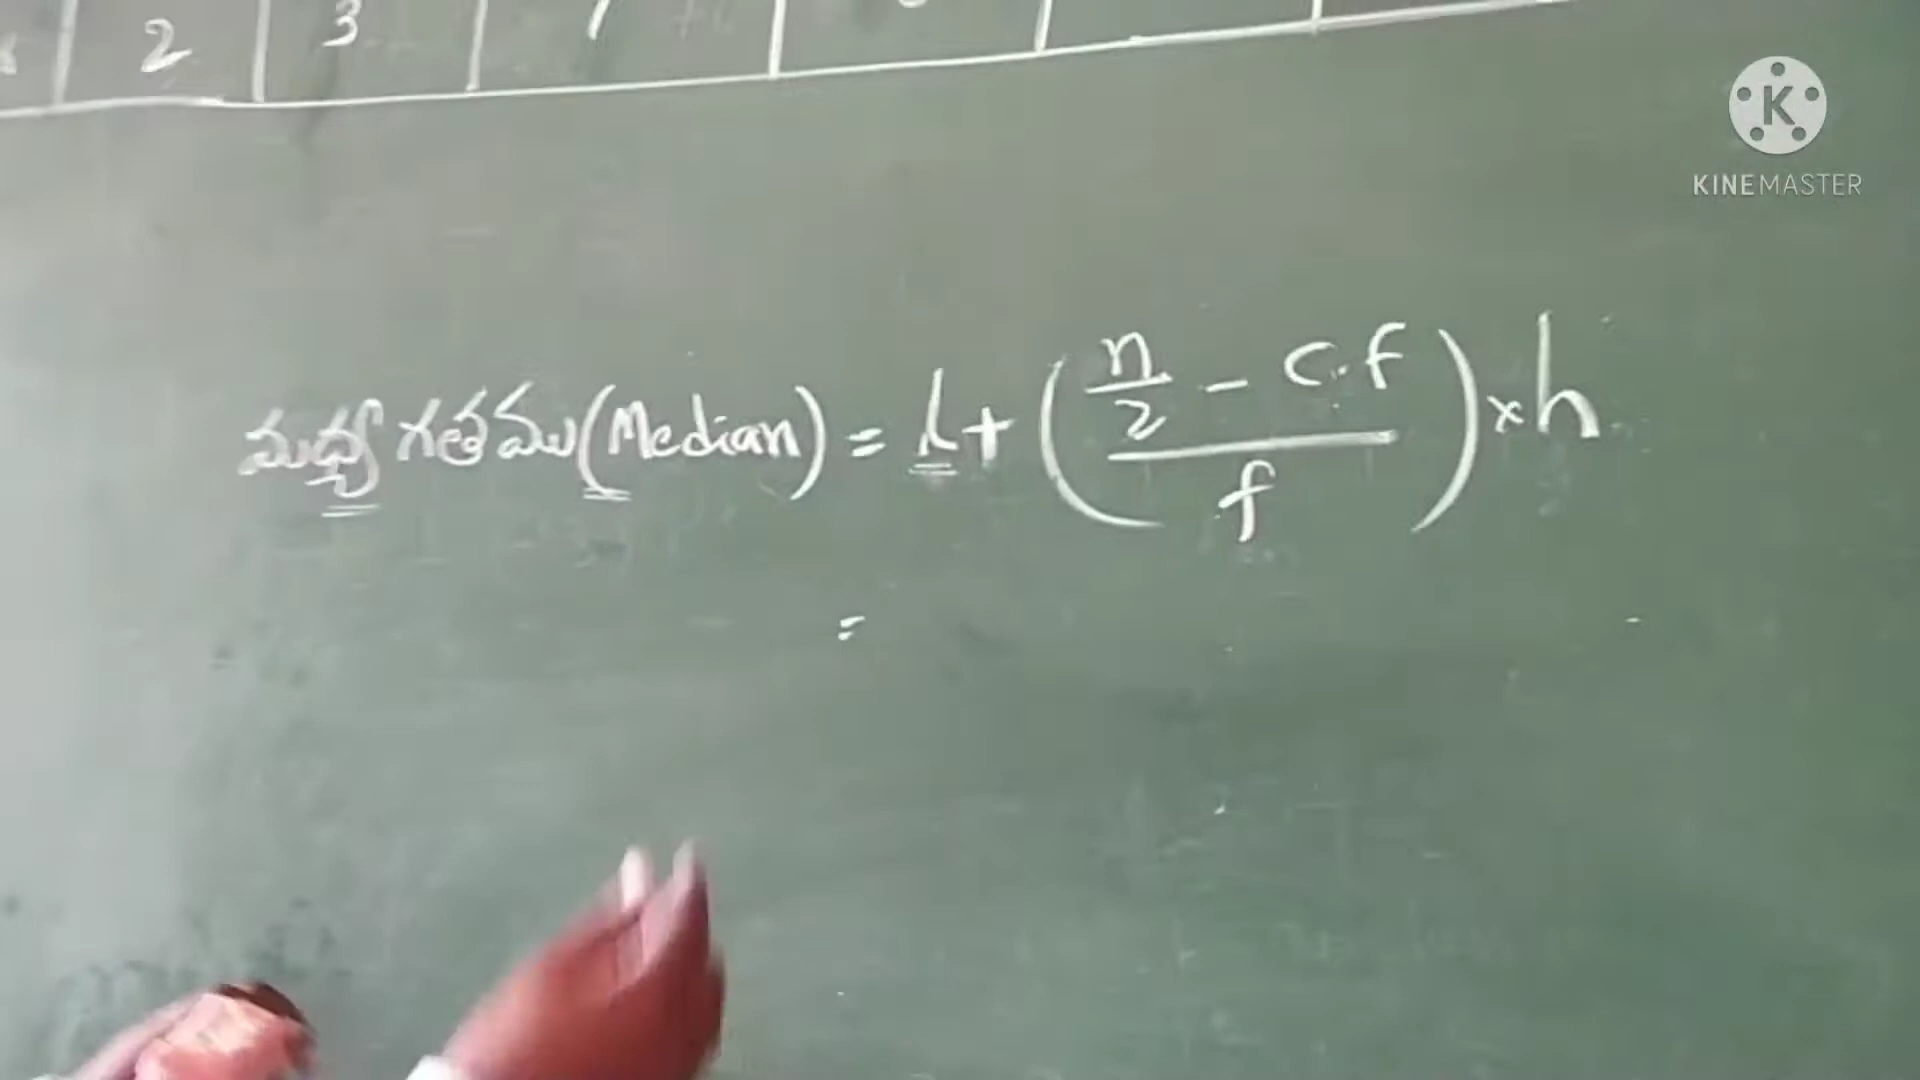 2 3
K
KINEMASTER
మధ్యగతము (Median) = l + ( (n/2 - c.f) / f ) × h
=